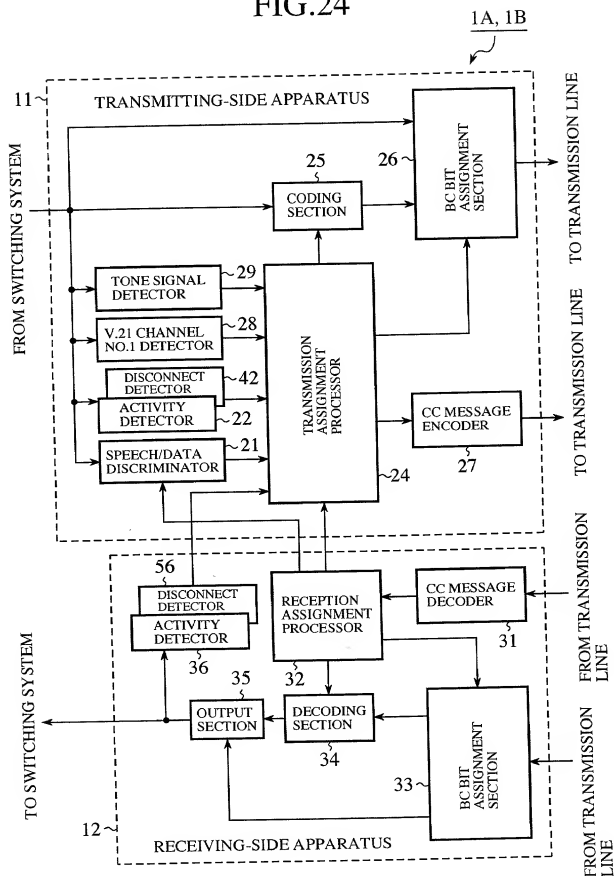 FIG.24
1A, 1B
11
TRANSMITTING-SIDE APPARATUS
FROM SWITCHING SYSTEM
25
CODING
SECTION
26
BC BIT
ASSIGNMENT
SECTION
TO TRANSMISSION LINE
29
TONE SIGNAL
DETECTOR
28
V.21 CHANNEL
NO.1 DETECTOR
42
DISCONNECT DETECTOR
ACTIVITY
DETECTOR
22
21
SPEECH/DATA
DISCRIMINATOR
TRANSMISSION
ASSIGNMENT
PROCESSOR
24
CC MESSAGE
ENCODER
27
TO TRANSMISSION LINE
56
DISCONNECT
DETECTOR
ACTIVITY
DETECTOR
36
RECEPTION
ASSIGNMENT
PROCESSOR
32
CC MESSAGE
DECODER
31
FROM TRANSMISSION
LINE
TO SWITCHING SYSTEM
35
OUTPUT
SECTION
DECODING
SECTION
34
33
BC BIT
ASSIGNMENT
SECTION
FROM TRANSMISSION
LINE
12
RECEIVING-SIDE APPARATUS